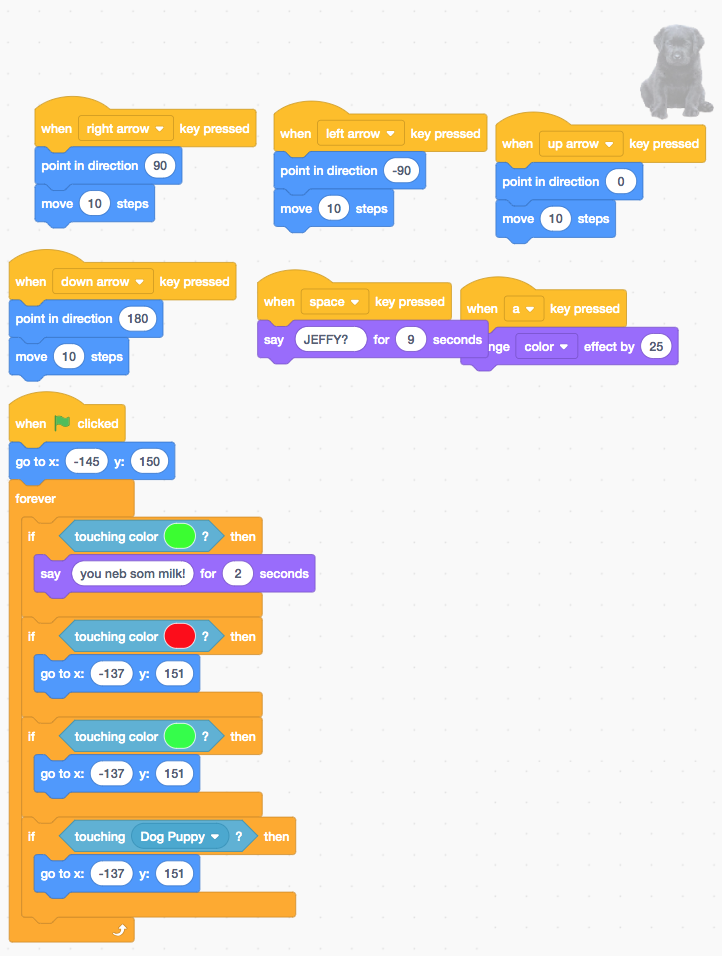 when right arrow key pressed
point in direction 90
move 10 steps
when left arrow key pressed
point in direction -90
move 10 steps
when up arrow key pressed
point in direction 0
move 10 steps
when down arrow key pressed
point in direction 180
move 10 steps
when space key pressed
say JEFFY? for 9 seconds
when a key pressed
nge color effect by 25
when clicked
go to x: -145 y: 150
forever
if touching color ? then
say you neb som milk! for 2 seconds
if touching color ? then
go to x: -137 y: 151
if touching color ? then
go to x: -137 y: 151
if touching Dog Puppy ? then
go to x: -137 y: 151